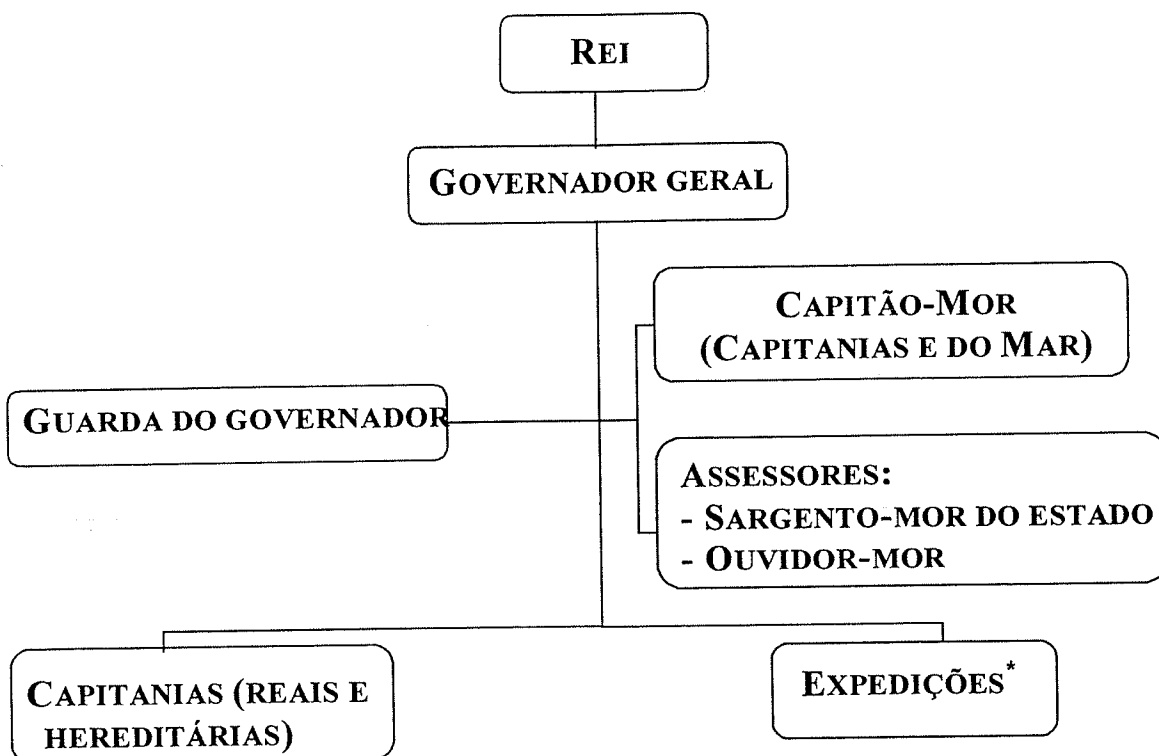 REI
GOVERNADOR GERAL
CAPITÃO-MOR
(CAPITANIAS E DO MAR)
GUARDA DO GOVERNADOR
ASSESSORES:
- SARGENTO-MOR DO ESTADO
- OUVIDOR-MOR
CAPITANIAS (REAIS E
HEREDITÁRIAS)
EXPEDIÇÕES*